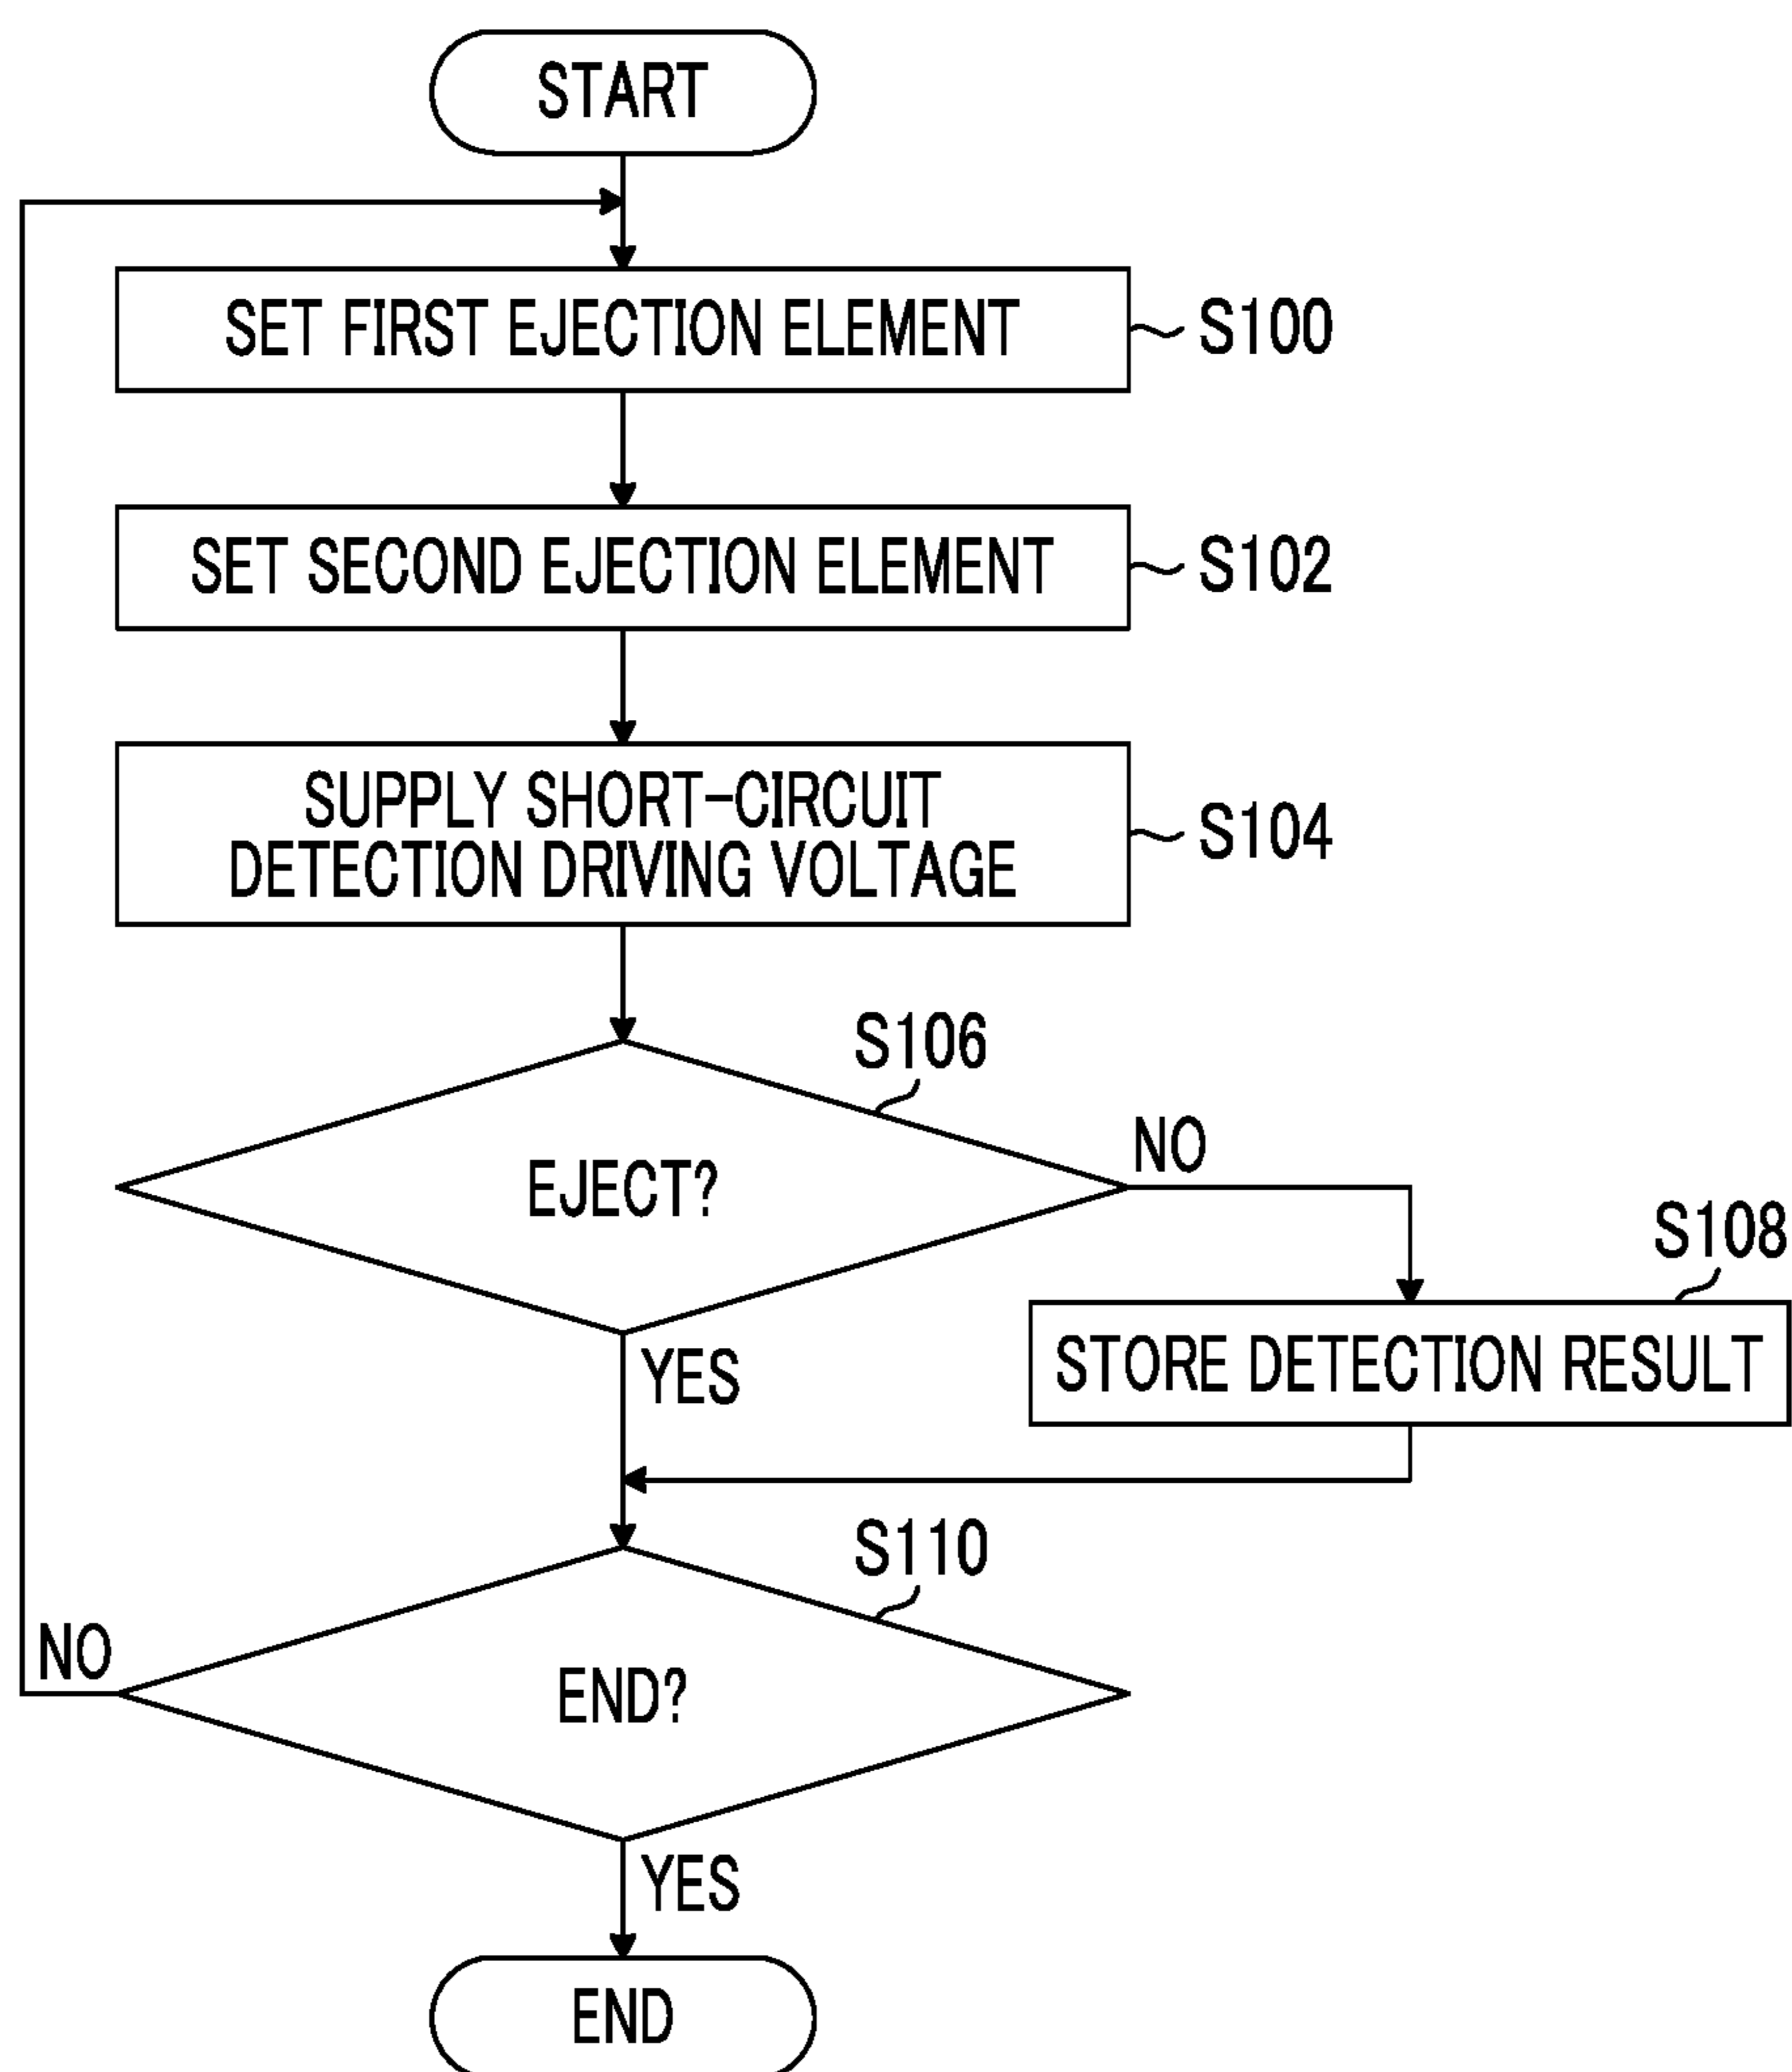 START
SET FIRST EJECTION ELEMENT
S100
SET SECOND EJECTION ELEMENT
S102
SUPPLY SHORT-CIRCUIT
DETECTION DRIVING VOLTAGE
S104
S106
EJECT?
NO
S108
STORE DETECTION RESULT
YES
S110
END?
NO
YES
END